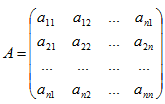 A = ( a₁₁ a₁₂ ... aₙ₁
a₂₁ a₂₂ ... a₂ₙ
... ... ... ...
aₙ₁ aₙ₂ ... aₙₙ )